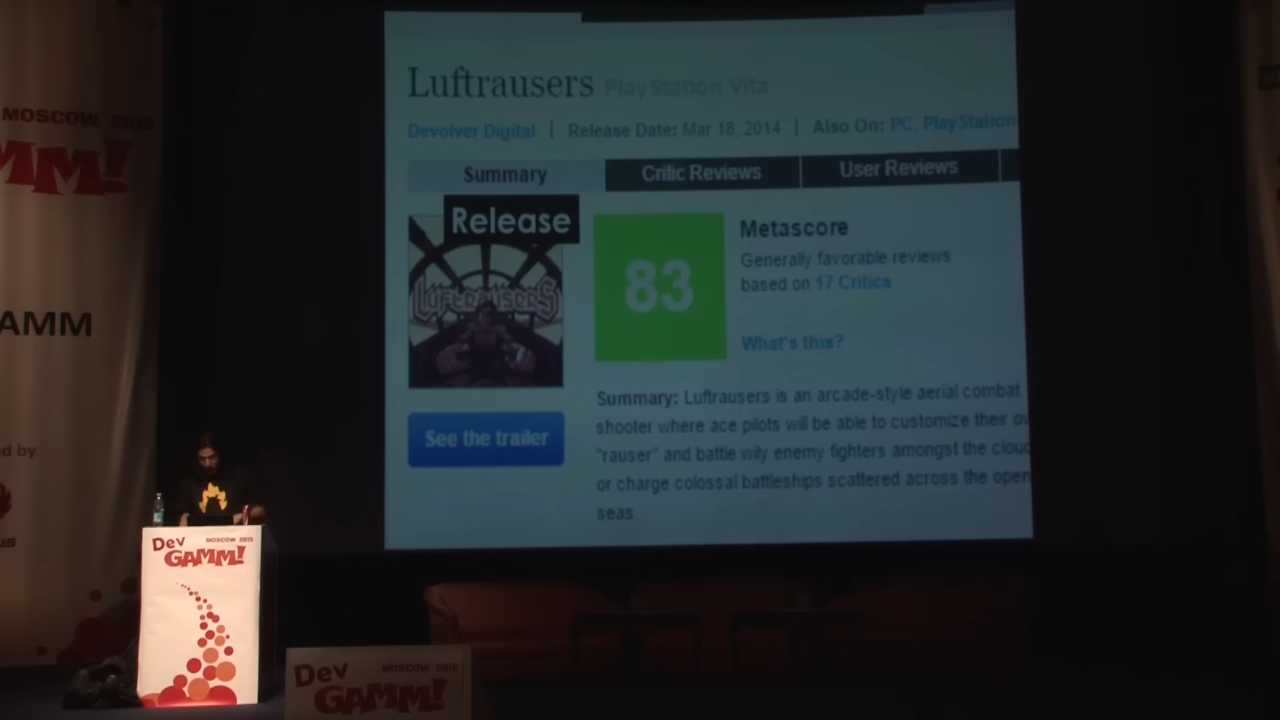 Luftrausers PlayStation Vita
Devolver Digital | Release Date: Mar 18, 2014 | Also On: PC, PlayStation
Summary
Critic Reviews
User Reviews
Release
LUFTRAUSERS
83
Metascore
Generally favorable reviews
based on 17 Critics
What's this?
See the trailer
Summary: Luftrausers is an arcade-style aerial combat
shooter where ace pilots will be able to customize their
"rauser" and battle wily enemy fighters amongst the
or charge colossal battleships scattered across the open
seas
MOSCOW 2015
MM!
AMM
d by
us
Dev MOSCOW 2015
GAMM!
Dev MOSCOW 2015
GAMM!